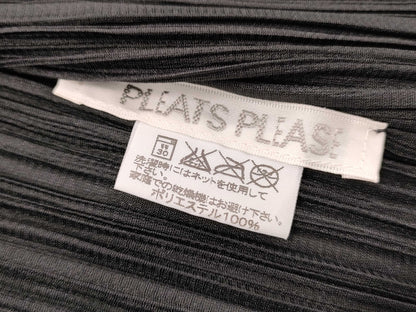 PLEATS PLEASE
弱
30
洗濯時にはネットを使用して
下さい。
家庭での乾燥機はお避け下さい。
ポリエステル100%